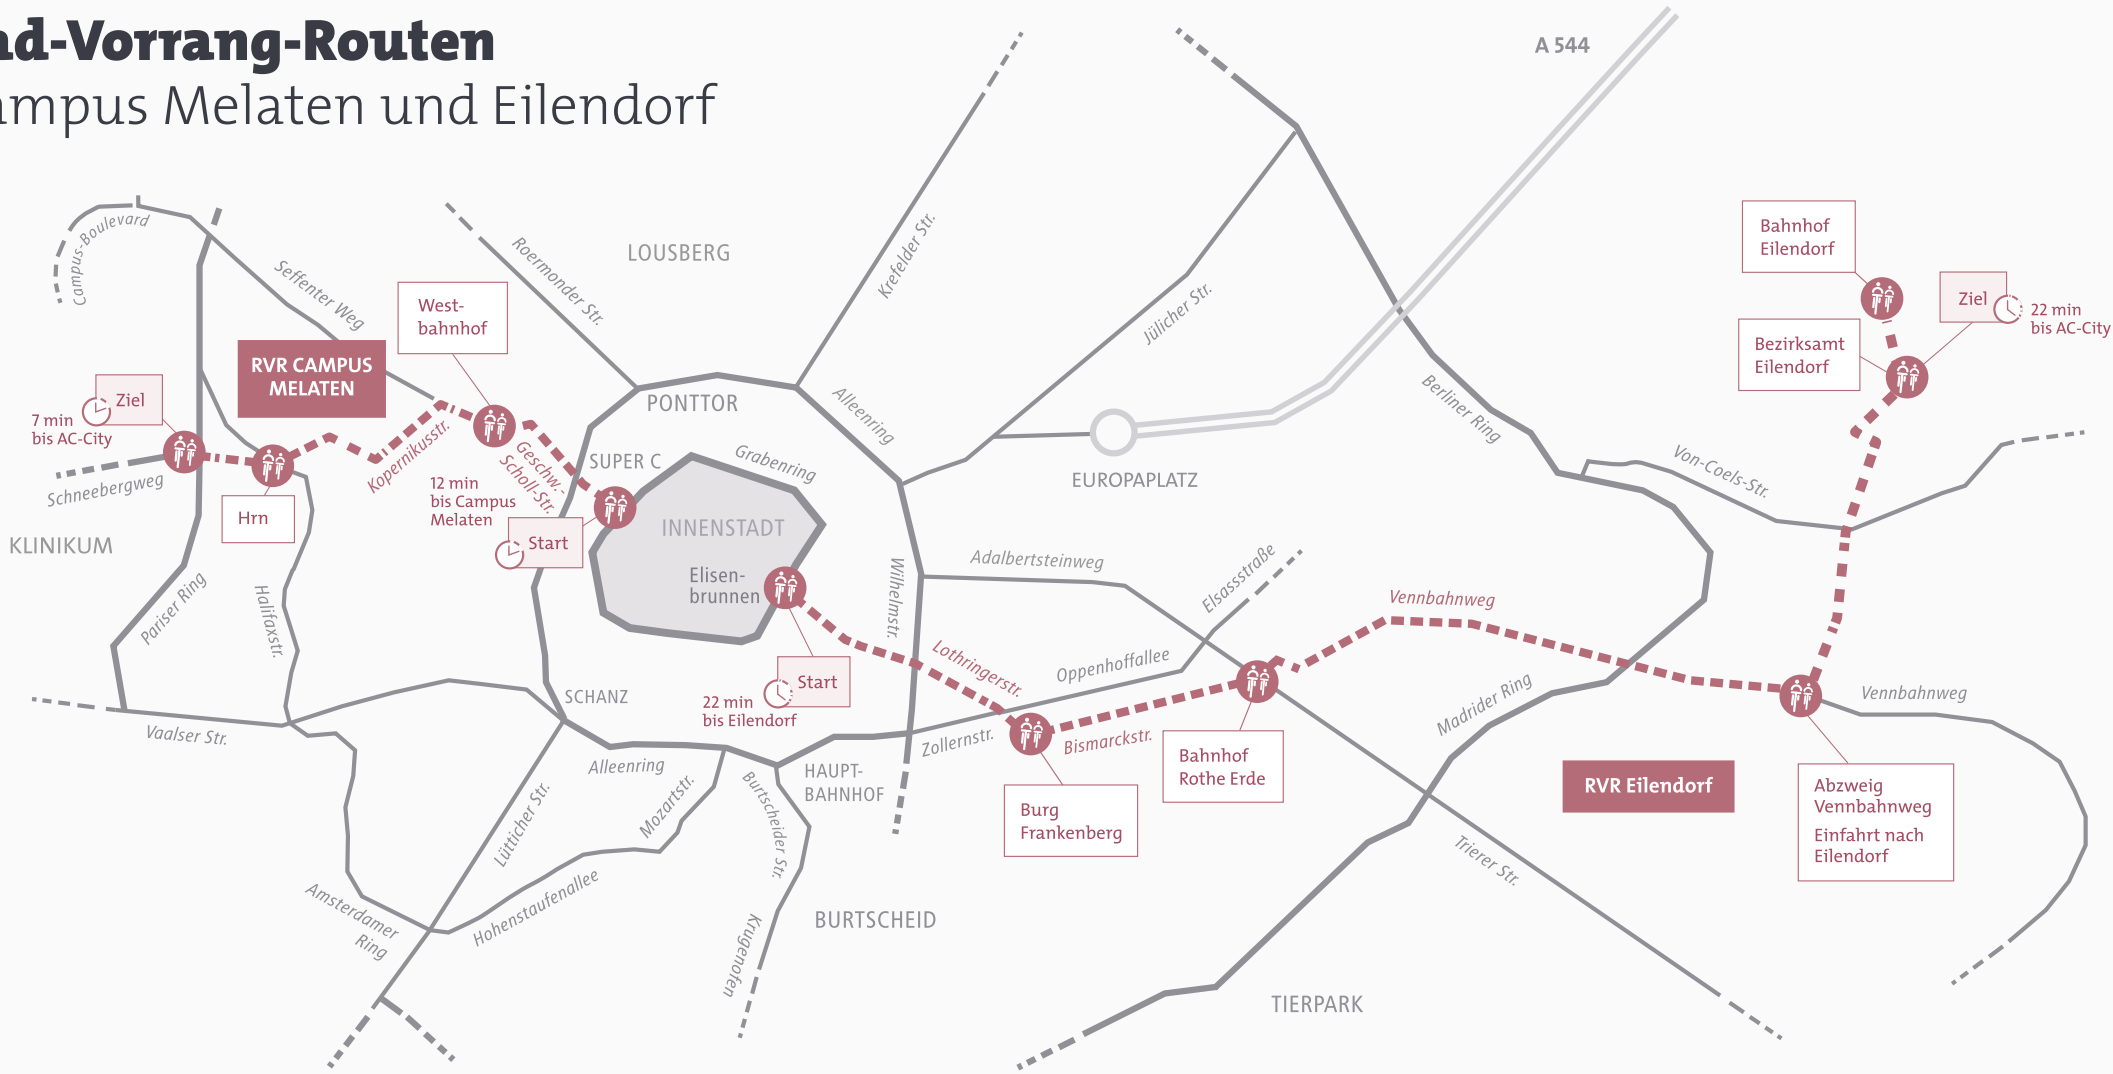 ad-Vorrang-Routen
ampus Melaten und Eilendorf
A 544
Campus-Boulevard
Seffenter Weg
Roermonder Str.
LOUSBERG
Krefelder Str.
Jülicher Str.
Berliner Ring
Bahnhof
Eilendorf
Ziel
22 min
bis AC-City
Bezirksamt
Eilendorf
West-
bahnhof
RVR CAMPUS
MELATEN
Ziel
7 min
bis AC-City
PONTTOR
Alleenring
Kopernikusstr.
Geschw.-
Scholl-Str.
SUPER C
Grabenring
EUROPAPLATZ
Von-Coels-Str.
Schneebergweg
12 min
bis Campus
Melaten
Start
Hrn
KLINIKUM
INNENSTADT
Elisen-
brunnen
Wilhelmstr.
Adalbertsteinweg
Elsassstraße
Vennbahnweg
Pariser Ring
Halifaxstr.
Lothringerstr.
Oppenhoffallee
SCHANZ
Start
22 min
bis Eilendorf
Madrider Ring
Vennbahnweg
Vaalser Str.
Zollernstr.
Bismarckstr.
Bahnhof
Rothe Erde
Alleenring
HAUPT-
BAHNHOF
RVR Eilendorf
Abzweig
Vennbahnweg
Einfahrt nach
Eilendorf
Lütticher Str.
Mozartstr.
Burtscheider Str.
Burg
Frankenberg
Trierer Str.
Amsterdamer
Ring
Hohenstaufenallee
BURTSCHEID
Krugenofen
TIERPARK